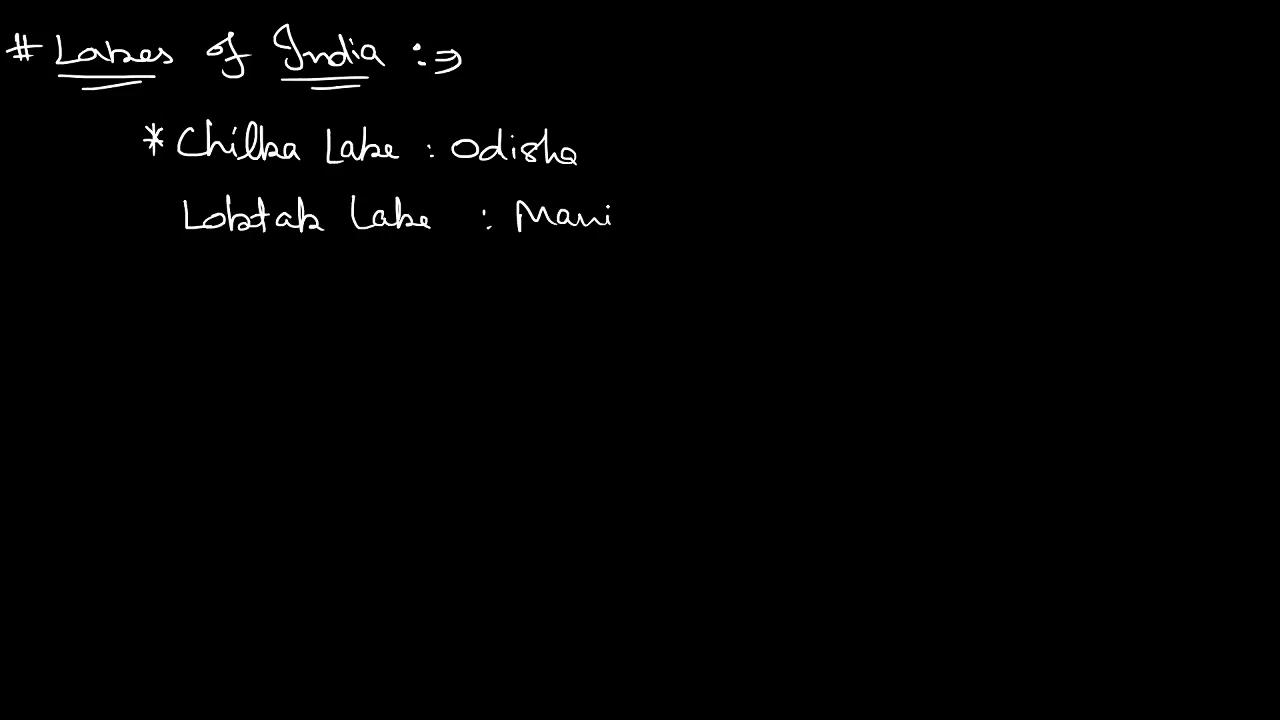 # Lakes of India :⇒
* Chilka Lake : Odisha
Loktak Lake : Mani